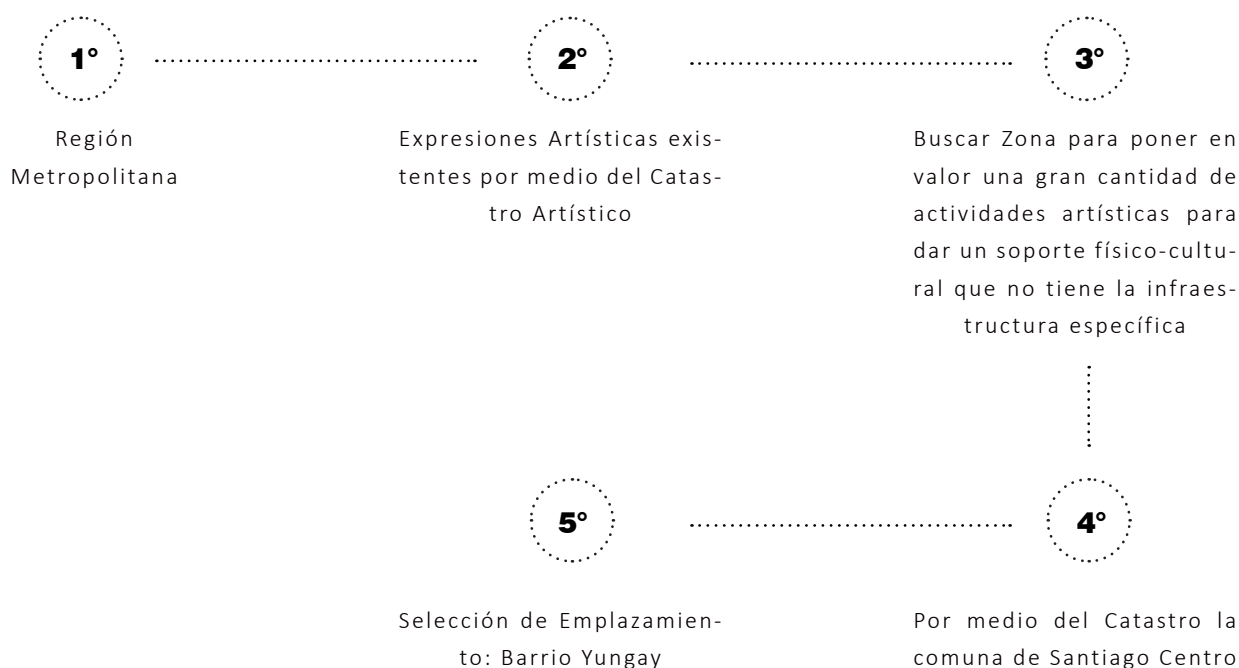 1°
Región
Metropolitana
2°
Expresiones Artísticas exis-
tentes por medio del Catas-
tro Artístico
3°
Buscar Zona para poner en
valor una gran cantidad de
actividades artísticas para
dar un soporte físico-cultu-
ral que no tiene la infraes-
tructura específica
4°
Por medio del Catastro la
comuna de Santiago Centro
5°
Selección de Emplazamien-
to: Barrio Yungay